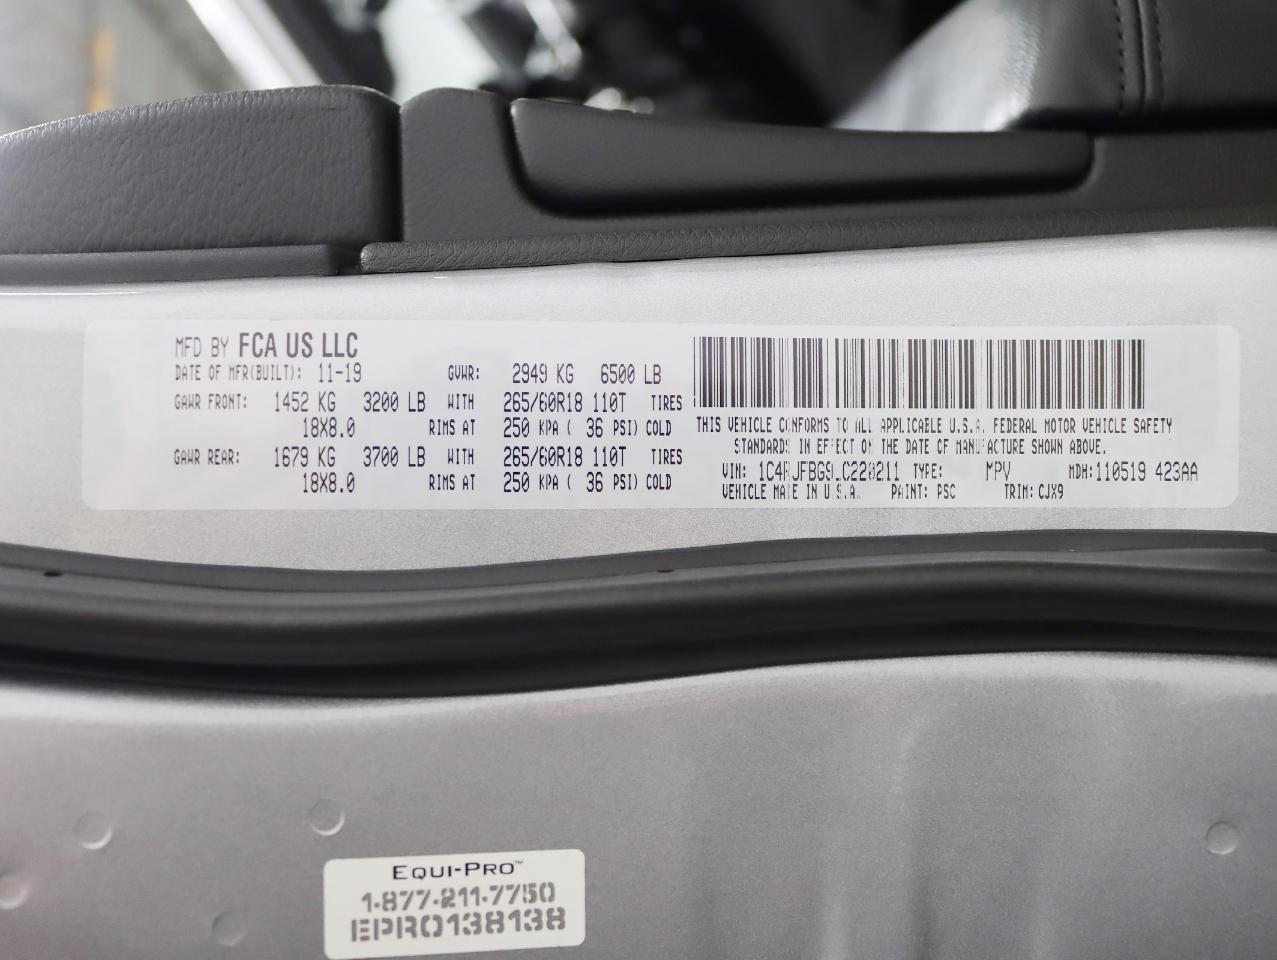 MFD BY FCA US LLC
DATE OF MFR(BUILT): 11-19 GVWR: 2949 KG 6500 LB
GAWR FRONT: 1452 KG 3200 LB WITH 265/60R18 110T TIRES
18X8.0 RIMS AT 250 KPA ( 36 PSI) COLD
GAWR REAR: 1679 KG 3700 LB WITH 265/60R18 110T TIRES
18X8.0 RIMS AT 250 KPA ( 36 PSI) COLD
THIS VEHICLE CONFORMS TO ALL APPLICABLE U.S.A. FEDERAL MOTOR VEHICLE SAFETY
STANDARDS IN EFFECT ON THE DATE OF MANUFACTURE SHOWN ABOVE.
VIN: 1C4RJFBG9LC220211 TYPE: MPV MDH: 110519 423AA
VEHICLE MADE IN U.S.A. PAINT: PSC TRIM: CJX9
EQUI-PRO™
1-877-211-7750
EPRO138138